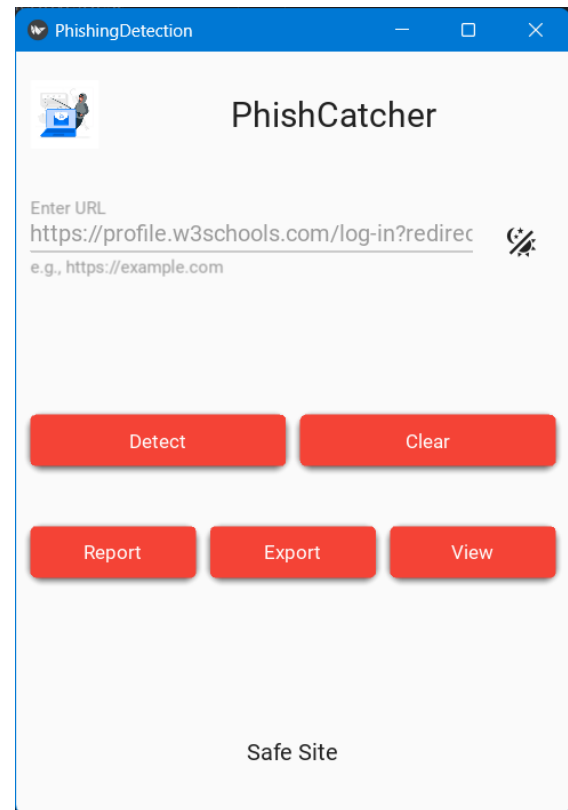 PhishingDetection
PhishCatcher
Enter URL
https://profile.w3schools.com/log-in?redirec
e.g., https://example.com
Detect Clear
Report Export View
Safe Site